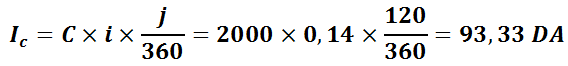 I_c = C × i × j/360 = 2000 × 0,14 × 120/360 = 93,33 DA